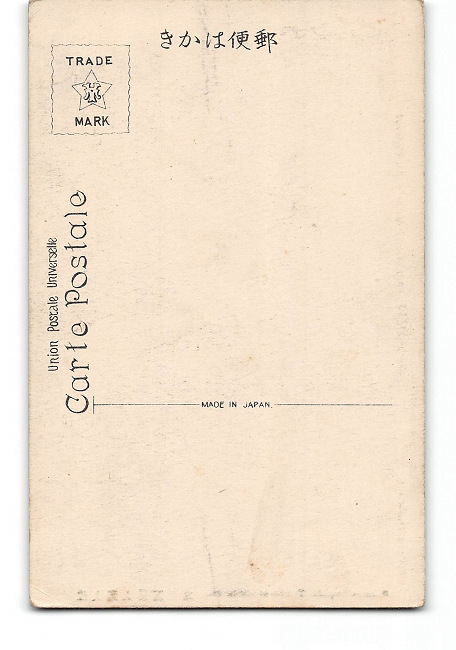 きかは便郵
TRADE
MARK
Union Postale Universelle
Carte Postale
MADE IN JAPAN.